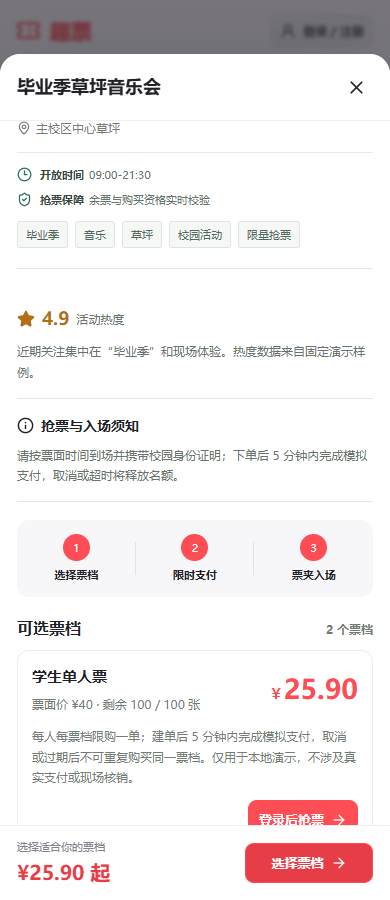 趣票
登录 / 注册
毕业季草坪音乐会
主校区中心草坪
开放时间 09:00-21:30
抢票保障 余票与购买资格实时校验
毕业季 音乐 草坪 校园活动 限量抢票
4.9 活动热度
近期关注集中在“毕业季”和现场体验。热度数据来自固定演示样
例。
抢票与入场须知
请按票面时间到场并携带校园身份证明；下单后 5 分钟内完成模拟
支付，取消或超时将释放名额。
1 2 3
选择票档 限时支付 票夹入场
可选票档 2 个票档
学生单人票
¥25.90
票面价 ¥40 · 剩余 100 / 100 张
每人每票档限购一单；建单后 5 分钟内完成模拟支付，取消
或过期后不可重复购买同一票档。仅用于本地演示，不涉及真
实支付或现场核销。
登录后抢票
选择适合你的票档
¥25.90 起
选择票档